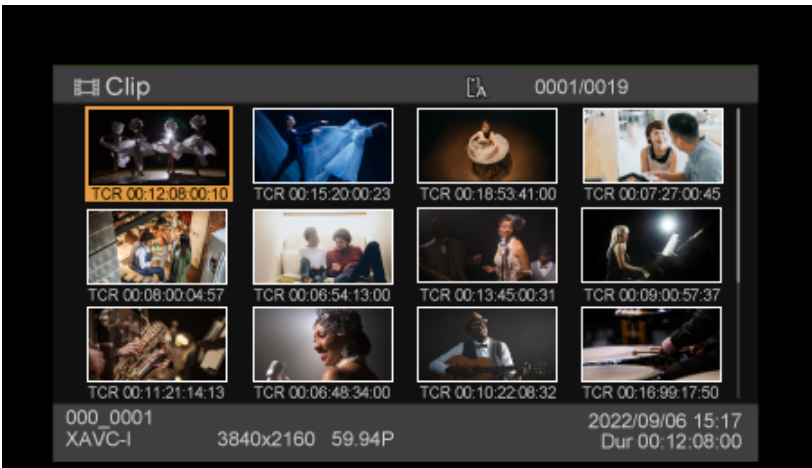 Clip 0001/0019
TCR 00:12:08:00:10 TCR 00:15:20:00:23 TCR 00:18:53:41:00 TCR 00:07:27:00:45
TCR 00:08:00:04:57 TCR 00:06:54:13:00 TCR 00:13:45:00:31 TCR 00:09:00:57:37
TCR 00:11:21:14:13 TCR 00:06:48:34:00 TCR 00:10:22:08:32 TCR 00:16:99:17:50
000_0001 2022/09/06 15:17
XAVC-I 3840x2160 59.94P Dur 00:12:08:00